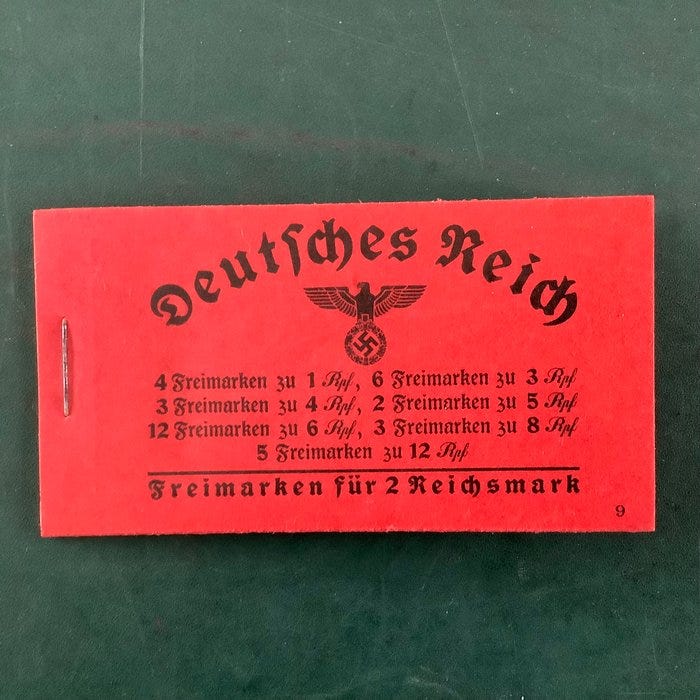 Deutsches Reich
4 Freimarken zu 1 Rpf, 6 Freimarken zu 3 Rpf
3 Freimarken zu 4 Rpf, 2 Freimarken zu 5 Rpf
12 Freimarken zu 6 Rpf, 3 Freimarken zu 8 Rpf
5 Freimarken zu 12 Rpf
Freimarken für 2 Reichsmark
9